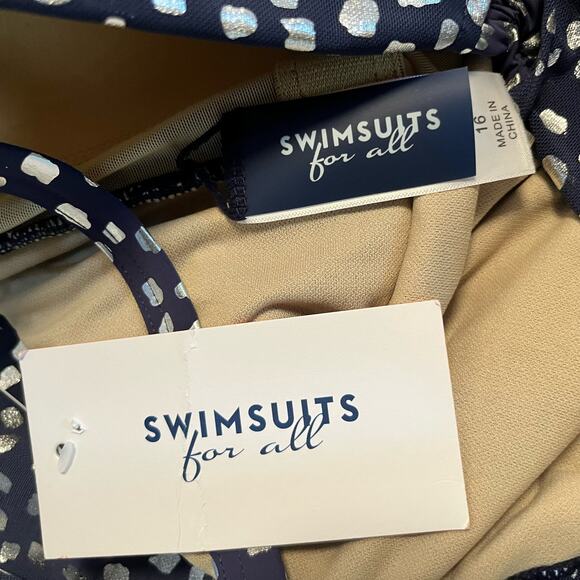 SWIMSUITS
for all
16
MADE IN
CHINA
SWIMSUITS
for all